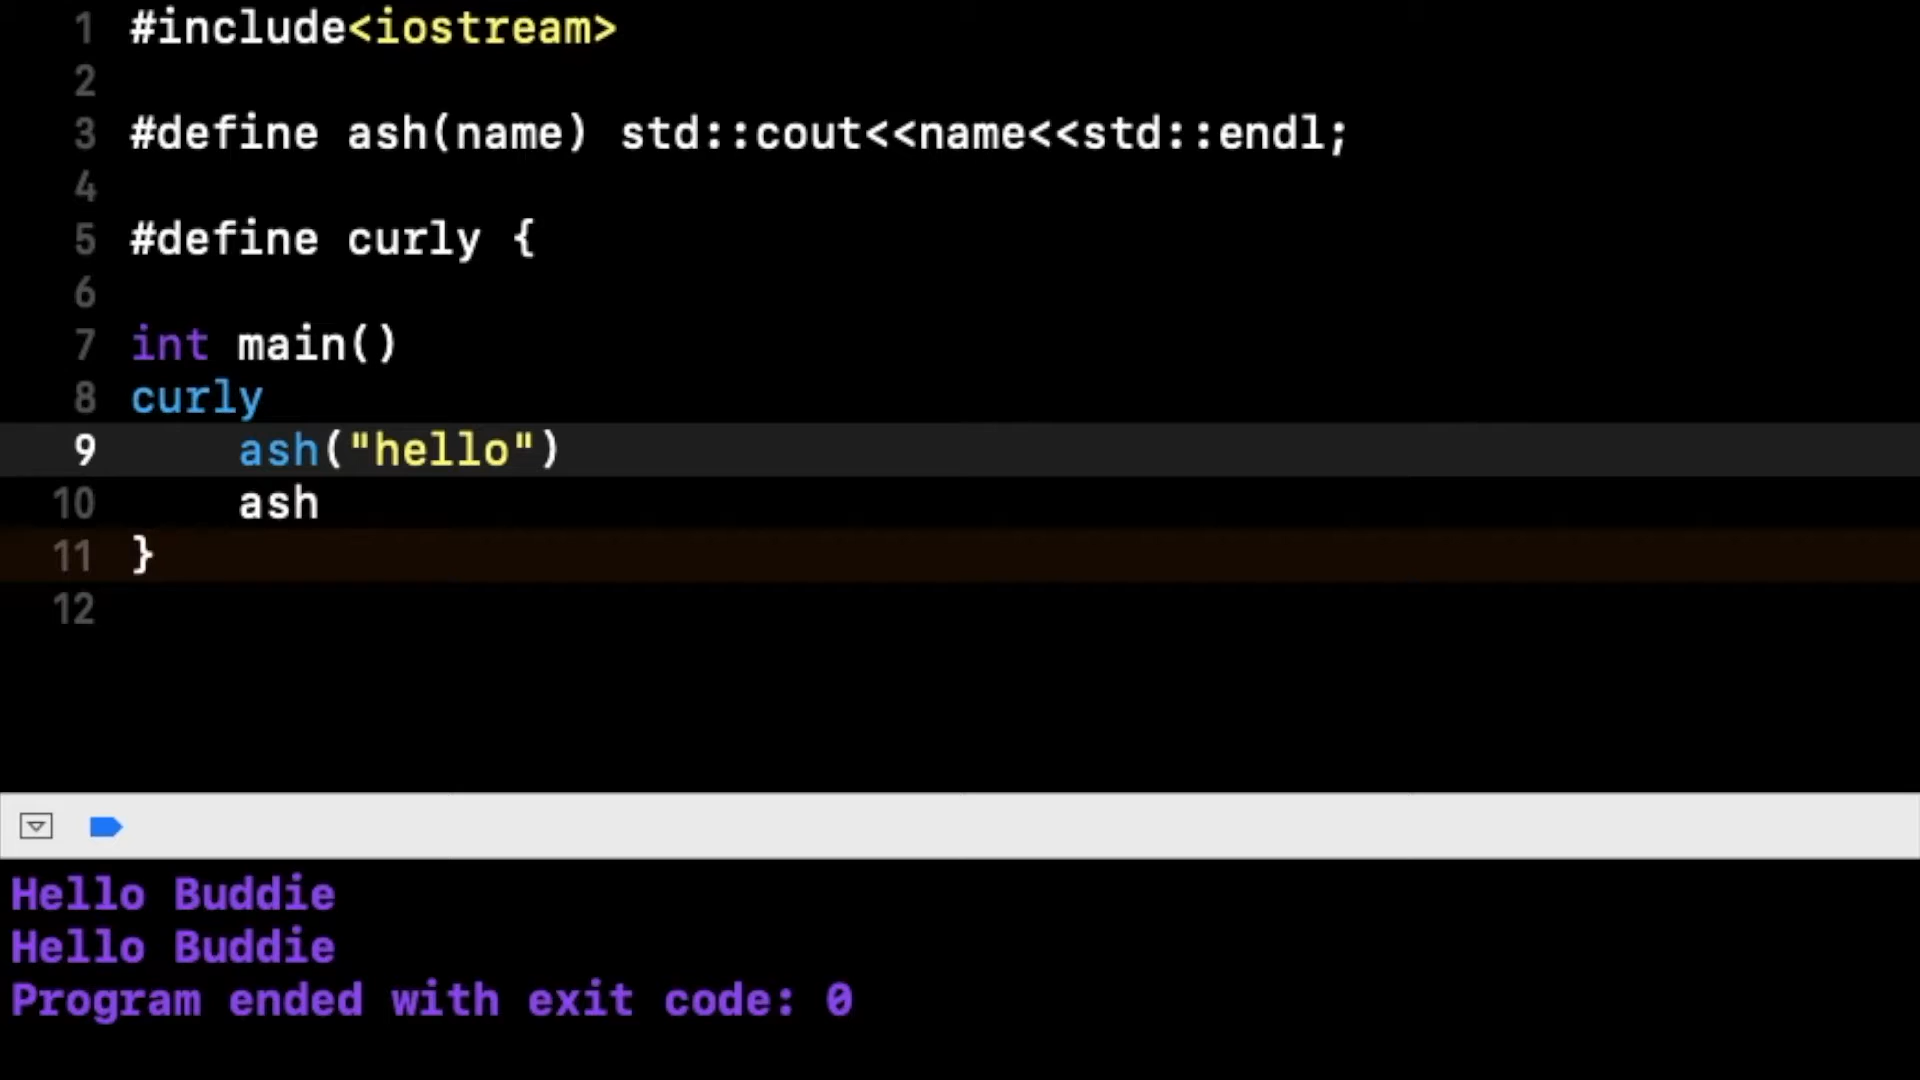 1 #include<iostream>
2
3 #define ash(name) std::cout<<name<<std::endl;
4
5 #define curly {
6
7 int main()
8 curly
9     ash("hello")
10     ash
11 }
12
Hello Buddie
Hello Buddie
Program ended with exit code: 0